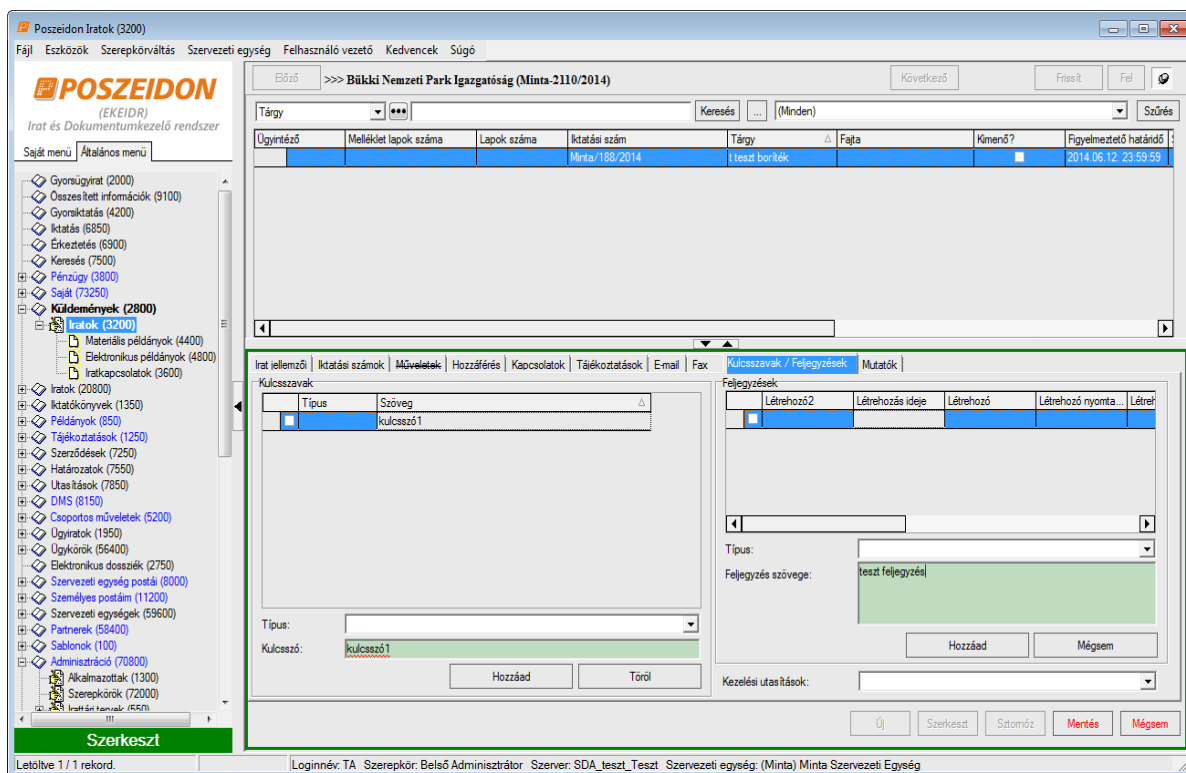 Poszeidon Iratok (3200)
Fájl Eszközök Szerepkörváltás Szervezeti egység Felhasználó vezető Kedvencek Súgó
POSZEIDON
(EKEIDR)
Irat és Dokumentumkezelő rendszer
Saját menü Általános menü
Gyorsügyirat (2000)
Összesített információk (9100)
Gyorsiktatás (4200)
Iktatás (6850)
Érkeztetés (6900)
Keresés (7500)
Pénzügy (3800)
Saját (73250)
Küldemények (2800)
Iratok (3200)
Materiális példányok (4400)
Elektronikus példányok (4800)
Iratkapcsolatok (3600)
Iratok (20800)
Iktatókönyvek (1350)
Példányok (850)
Tájékoztatások (1250)
Szerződések (7250)
Határozatok (7550)
Utasítások (7850)
DMS (8150)
Csoportos műveletek (5200)
Ügyiratok (1950)
Ügykörök (56400)
Elektronikus dossziék (2750)
Szervezeti egység postái (8000)
Személyes postáim (11200)
Szervezeti egységek (59600)
Partnerek (58400)
Sablonok (100)
Adminisztráció (70800)
Alkalmazottak (1300)
Szerepkörök (72000)
Irattári tervek (550)
Szerkeszt
Előző >>> Bükki Nemzeti Park Igazgatóság (Minta-2110/2014) Következő Frissít Fel
Tárgy ••• Keresés ... (Minden) Szűrés
Ügyintéző Melléklet lapok száma Lapok száma Iktatási szám Tárgy Fajta Kimenő? Figyelmeztető határidő
Minta/188/2014 t teszt boríték 2014.06.12. 23:59:59
Irat jellemzői Iktatási számok Műveletek Hozzáférés Kapcsolatok Tájékoztatások E-mail Fax Kulcsszavak / Feljegyzések Mutatók
Kulcsszavak
Típus Szöveg
kulcsszó1
Típus:
Kulcsszó: kulcsszó1
Hozzáad Töröl
Feljegyzések
Létrehozó2 Létrehozás ideje Létrehozó Létrehozó nyomta... Létreh
Típus:
Feljegyzés szövege: teszt feljegyzés
Hozzáad Mégsem
Kezelési utasítások:
Új Szerkeszt Sztornóz Mentés Mégsem
Letöltve 1 / 1 rekord. Loginnév: TA Szerepkör: Belső Adminisztrátor Szerver: SDA_teszt_Teszt Szervezeti egység: (Minta) Minta Szervezeti Egység